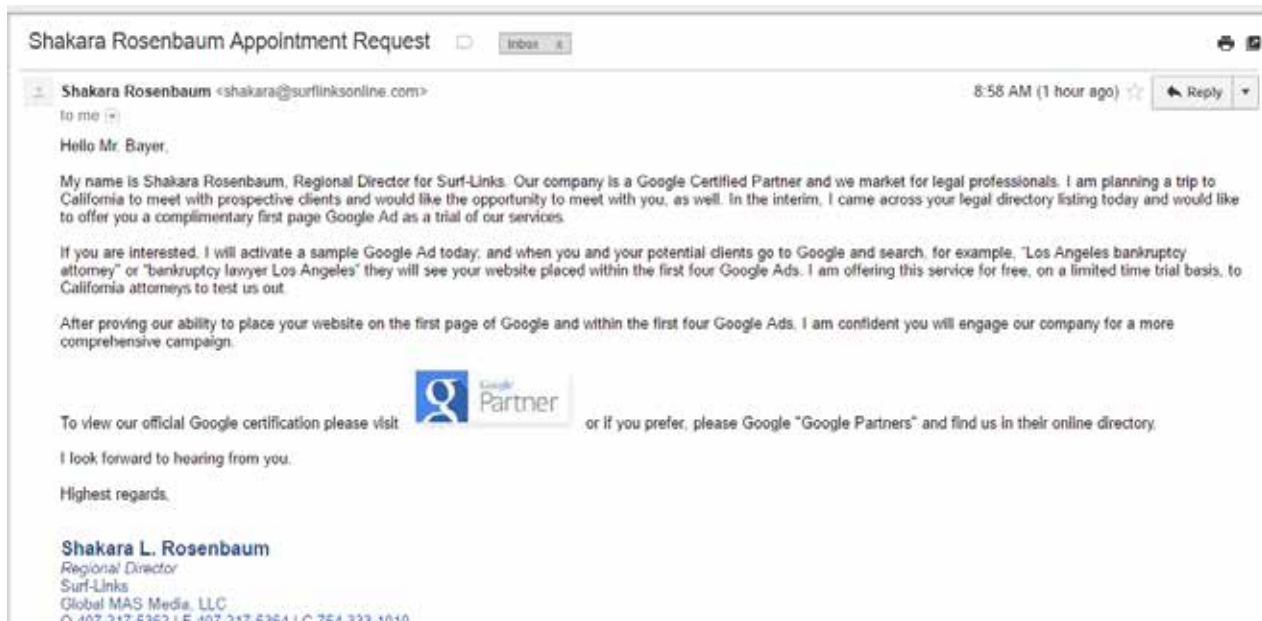 Shakara Rosenbaum Appointment Request
Inbox x
Shakara Rosenbaum <shakara@surflinksonline.com>
8:58 AM (1 hour ago)
Reply
to me
Hello Mr. Bayer,
My name is Shakara Rosenbaum, Regional Director for Surf-Links. Our company is a Google Certified Partner and we market for legal professionals. I am planning a trip to
California to meet with prospective clients and would like the opportunity to meet with you, as well. In the interim, I came across your legal directory listing today and would like
to offer you a complimentary first page Google Ad as a trial of our services.
If you are interested, I will activate a sample Google Ad today; and when you and your potential clients go to Google and search, for example, "Los Angeles bankruptcy
attorney" or "bankruptcy lawyer Los Angeles" they will see your website placed within the first four Google Ads. I am offering this service for free, on a limited time trial basis, to
California attorneys to test us out.
After proving our ability to place your website on the first page of Google and within the first four Google Ads, I am confident you will engage our company for a more
comprehensive campaign.
g
Google
Partner
To view our official Google certification please visit
or if you prefer, please Google "Google Partners" and find us in their online directory.
I look forward to hearing from you.
Highest regards,
Shakara L. Rosenbaum
Regional Director
Surf-Links
Global MAS Media, LLC